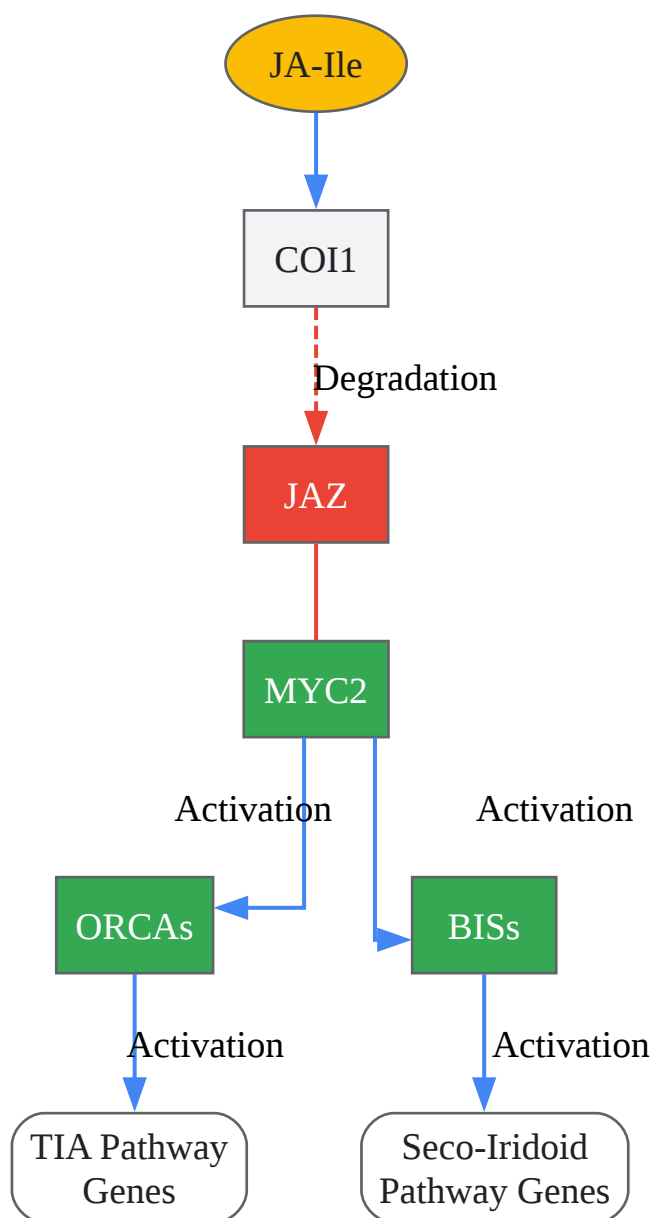 JA-Ile
COI1
Degradation
JAZ
MYC2
Activation
Activation
ORCAs
BISs
Activation
Activation
TIA Pathway
Genes
Seco-Iridoid
Pathway Genes